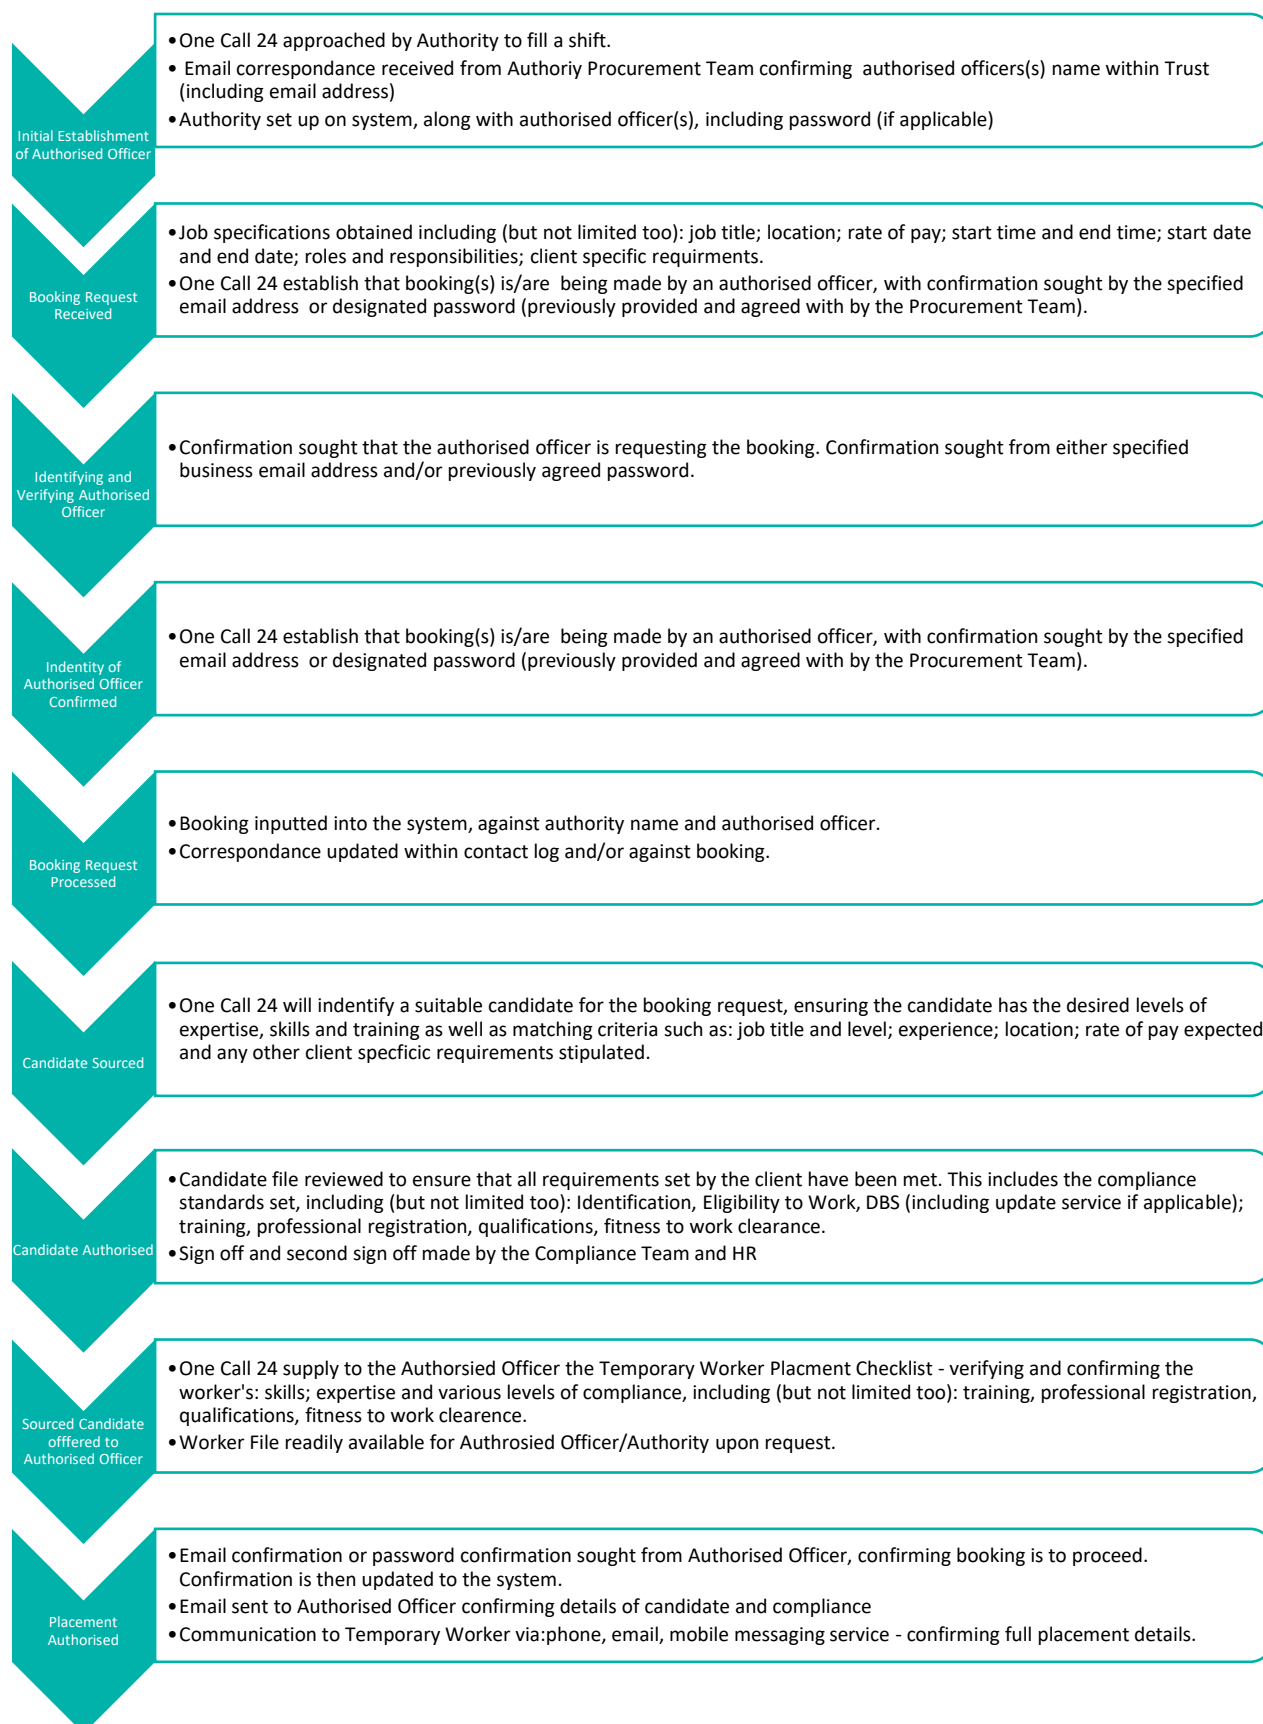 Initial Establishment
of Authorised Officer
•One Call 24 approached by Authority to fill a shift.
• Email correspondance received from Authoriy Procurement Team confirming  authorised officers(s) name within Trust
(including email address)
•Authority set up on system, along with authorised officer(s), including password (if applicable)
Booking Request
Received
•Job specifications obtained including (but not limited too): job title; location; rate of pay; start time and end time; start date
and end date; roles and responsibilities; client specific requirments.
•One Call 24 establish that booking(s) is/are  being made by an authorised officer, with confirmation sought by the specified
email address  or designated password (previously provided and agreed with by the Procurement Team).
Identifying and
Verifying Authorised
Officer
•Confirmation sought that the authorised officer is requesting the booking. Confirmation sought from either specified
business email address and/or previously agreed password.
Indentity of
Authorised Officer
Confirmed
•One Call 24 establish that booking(s) is/are  being made by an authorised officer, with confirmation sought by the specified
email address  or designated password (previously provided and agreed with by the Procurement Team).
Booking Request
Processed
•Booking inputted into the system, against authority name and authorised officer.
•Correspondance updated within contact log and/or against booking.
Candidate Sourced
•One Call 24 will indentify a suitable candidate for the booking request, ensuring the candidate has the desired levels of
expertise, skills and training as well as matching criteria such as: job title and level; experience; location; rate of pay expected
and any other client specficic requirements stipulated.
Candidate Authorised
•Candidate file reviewed to ensure that all requirements set by the client have been met. This includes the compliance
standards set, including (but not limited too): Identification, Eligibility to Work, DBS (including update service if applicable);
training, professional registration, qualifications, fitness to work clearance.
•Sign off and second sign off made by the Compliance Team and HR
Sourced Candidate
offfered to
Authorised Officer
•One Call 24 supply to the Authorsied Officer the Temporary Worker Placment Checklist - verifying and confirming the
worker's: skills; expertise and various levels of compliance, including (but not limited too): training, professional registration,
qualifications, fitness to work clearence.
•Worker File readily available for Authrosied Officer/Authority upon request.
Placement
Authorised
•Email confirmation or password confirmation sought from Authorised Officer, confirming booking is to proceed.
Confirmation is then updated to the system.
•Email sent to Authorised Officer confirming details of candidate and compliance
•Communication to Temporary Worker via:phone, email, mobile messaging service - confirming full placement details.